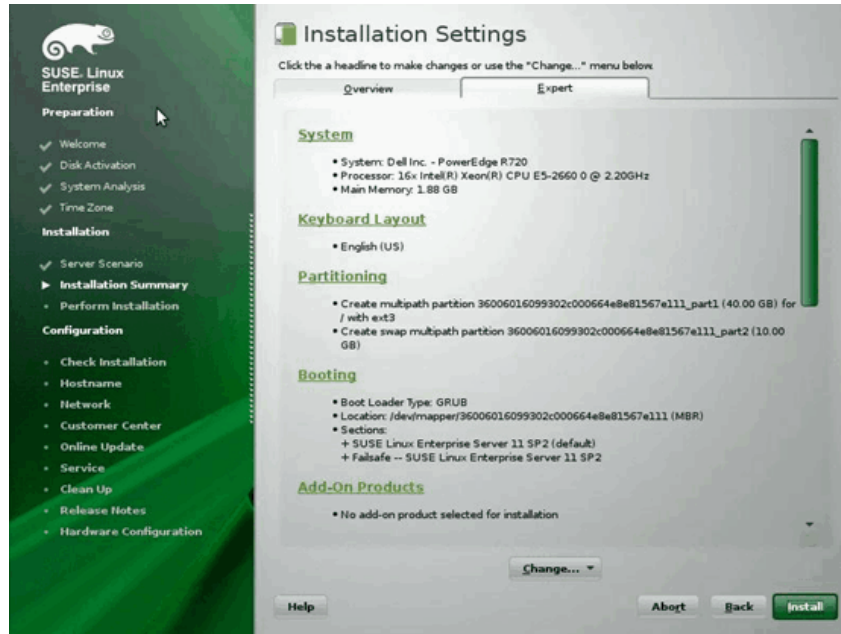 SUSE. Linux
Enterprise
Preparation
Welcome
Disk Activation
System Analysis
Time Zone
Installation
Server Scenario
Installation Summary
Perform Installation
Configuration
Check Installation
Hostname
Network
Customer Center
Online Update
Service
Clean Up
Release Notes
Hardware Configuration
Installation Settings
Click the a headline to make changes or use the "Change..." menu below.
Overview
Expert
System
• System: Dell Inc. - PowerEdge R720
• Processor: 16x Intel(R) Xeon(R) CPU E5-2660 0 @ 2.20GHz
• Main Memory: 1.88 GB
Keyboard Layout
• English (US)
Partitioning
• Create multipath partition 36006016099302c000664e8e81567e111_part1 (40.00 GB) for
/ with ext3
• Create swap multipath partition 36006016099302c000664e8e81567e111_part2 (10.00
GB)
Booting
• Boot Loader Type: GRUB
• Location: /dev/mapper/36006016099302c000664e8e81567e111 (MBR)
• Sections:
+ SUSE Linux Enterprise Server 11 SP2 (default)
+ Failsafe -- SUSE Linux Enterprise Server 11 SP2
Add-On Products
• No add-on product selected for installation
Change...
Help
Abort
Back
Install